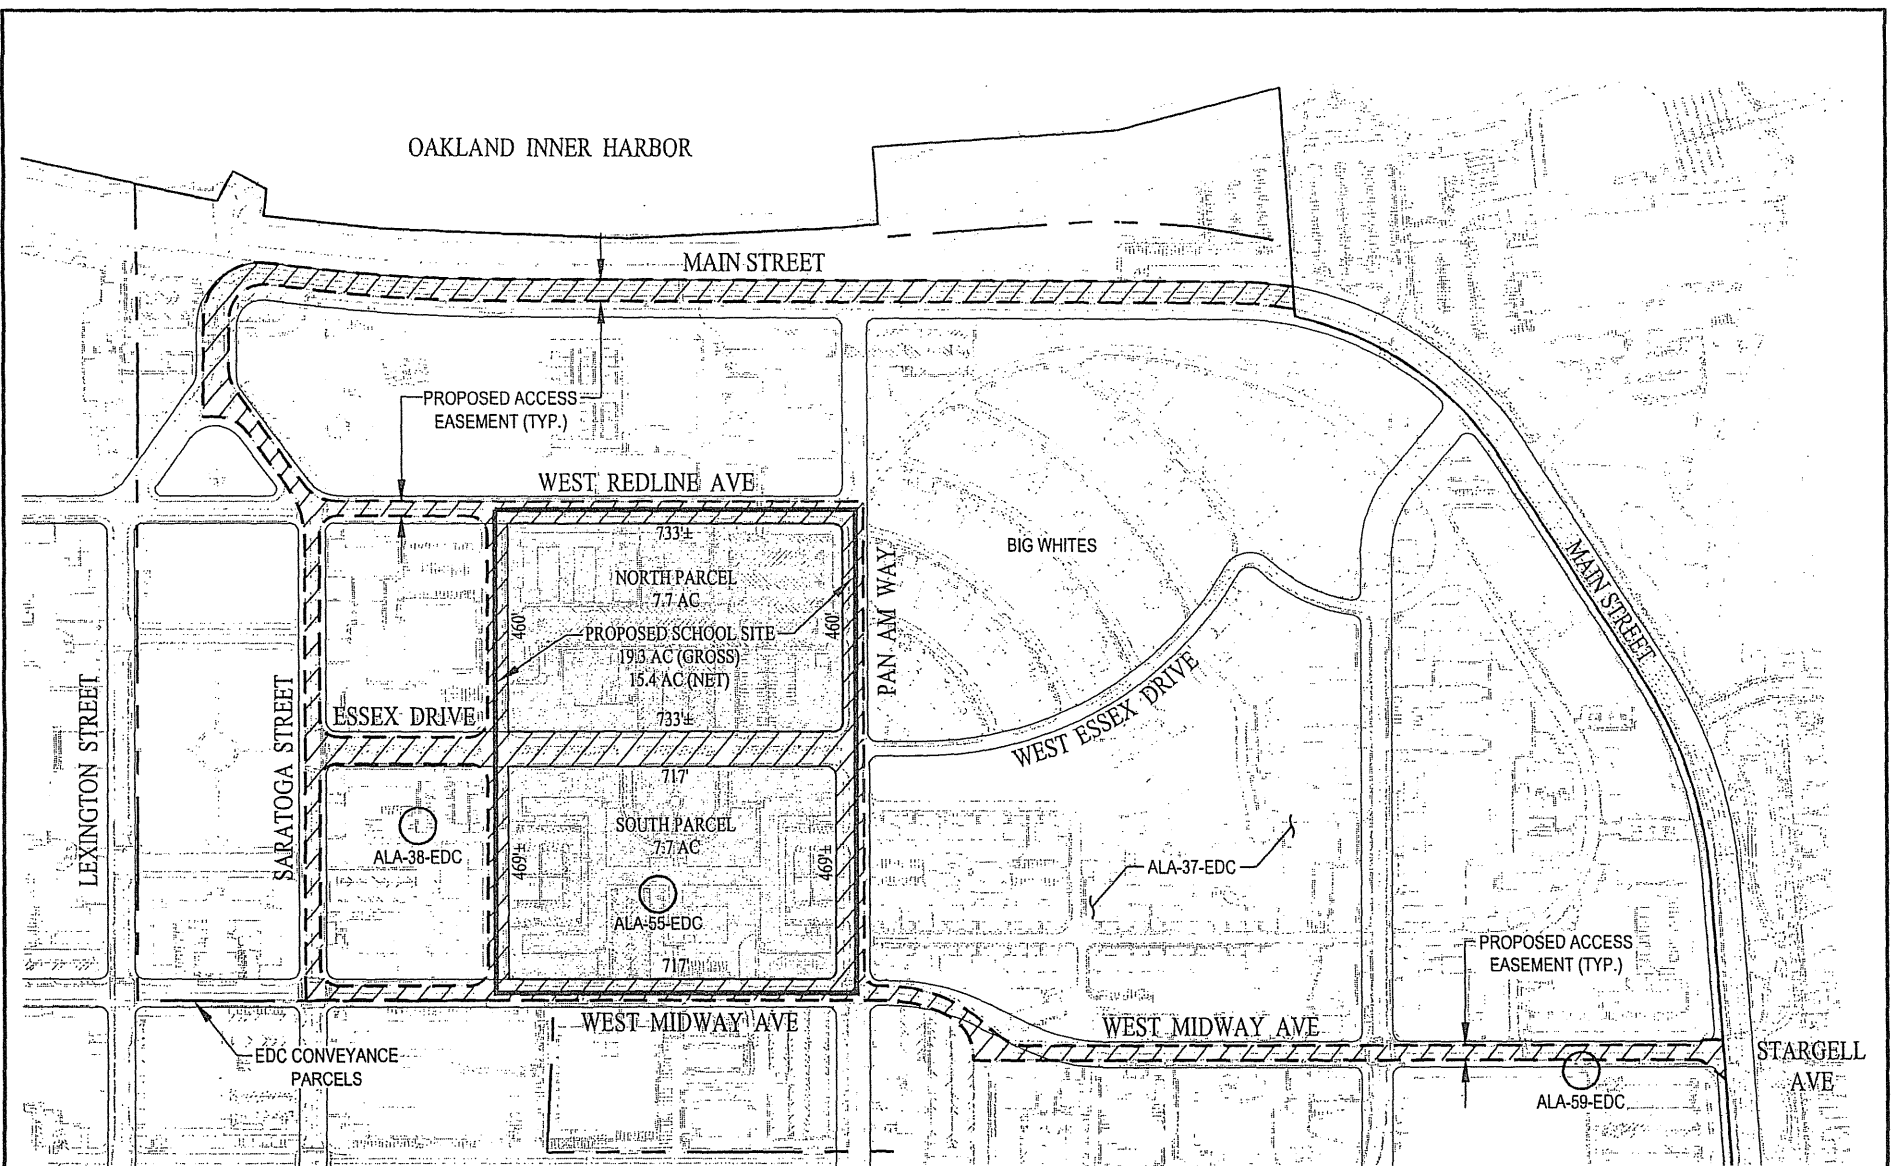 OAKLAND INNER HARBOR
MAIN STREET
PROPOSED ACCESS
EASEMENT (TYP.)
WEST REDLINE AVE
733'±
NORTH PARCEL
7.7 AC
460'
460'
PROPOSED SCHOOL SITE
19.3 AC (GROSS)
15.4 AC (NET)
733'±
BIG WHITES
PAN AM WAY
MAIN STREET
WEST ESSEX DRIVE
ESSEX DRIVE
LEXINGTON STREET
SARATOGA STREET
717'
SOUTH PARCEL
7.7 AC
469'±
469'±
ALA-38-EDC
ALA-55-EDC
717'
ALA-37-EDC
PROPOSED ACCESS
EASEMENT (TYP.)
WEST MIDWAY AVE
WEST MIDWAY AVE
EDC CONVEYANCE
PARCELS
STARGELL
AVE
ALA-59-EDC